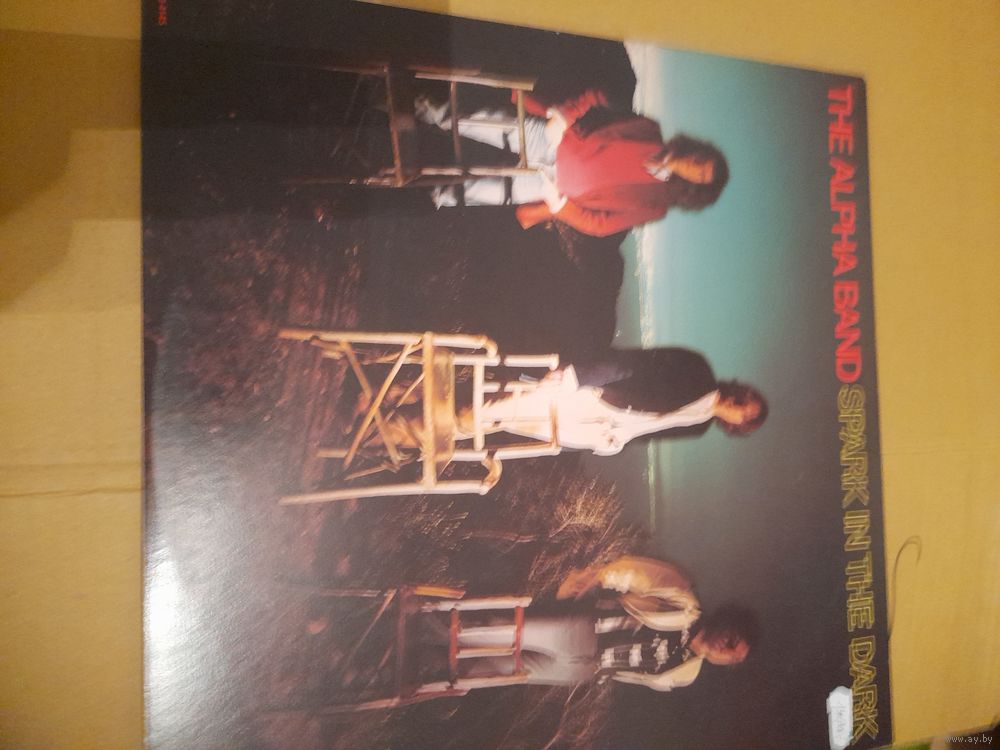 THE ALPHA BAND SPARK IN THE DARK
www.ay.by